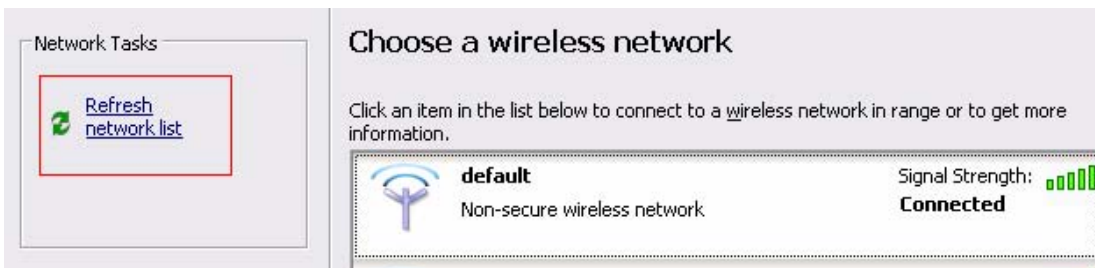 Network Tasks
Refresh
network list
Choose a wireless network
Click an item in the list below to connect to a wireless network in range or to get more
information.
default
Signal Strength:
Non-secure wireless network
Connected